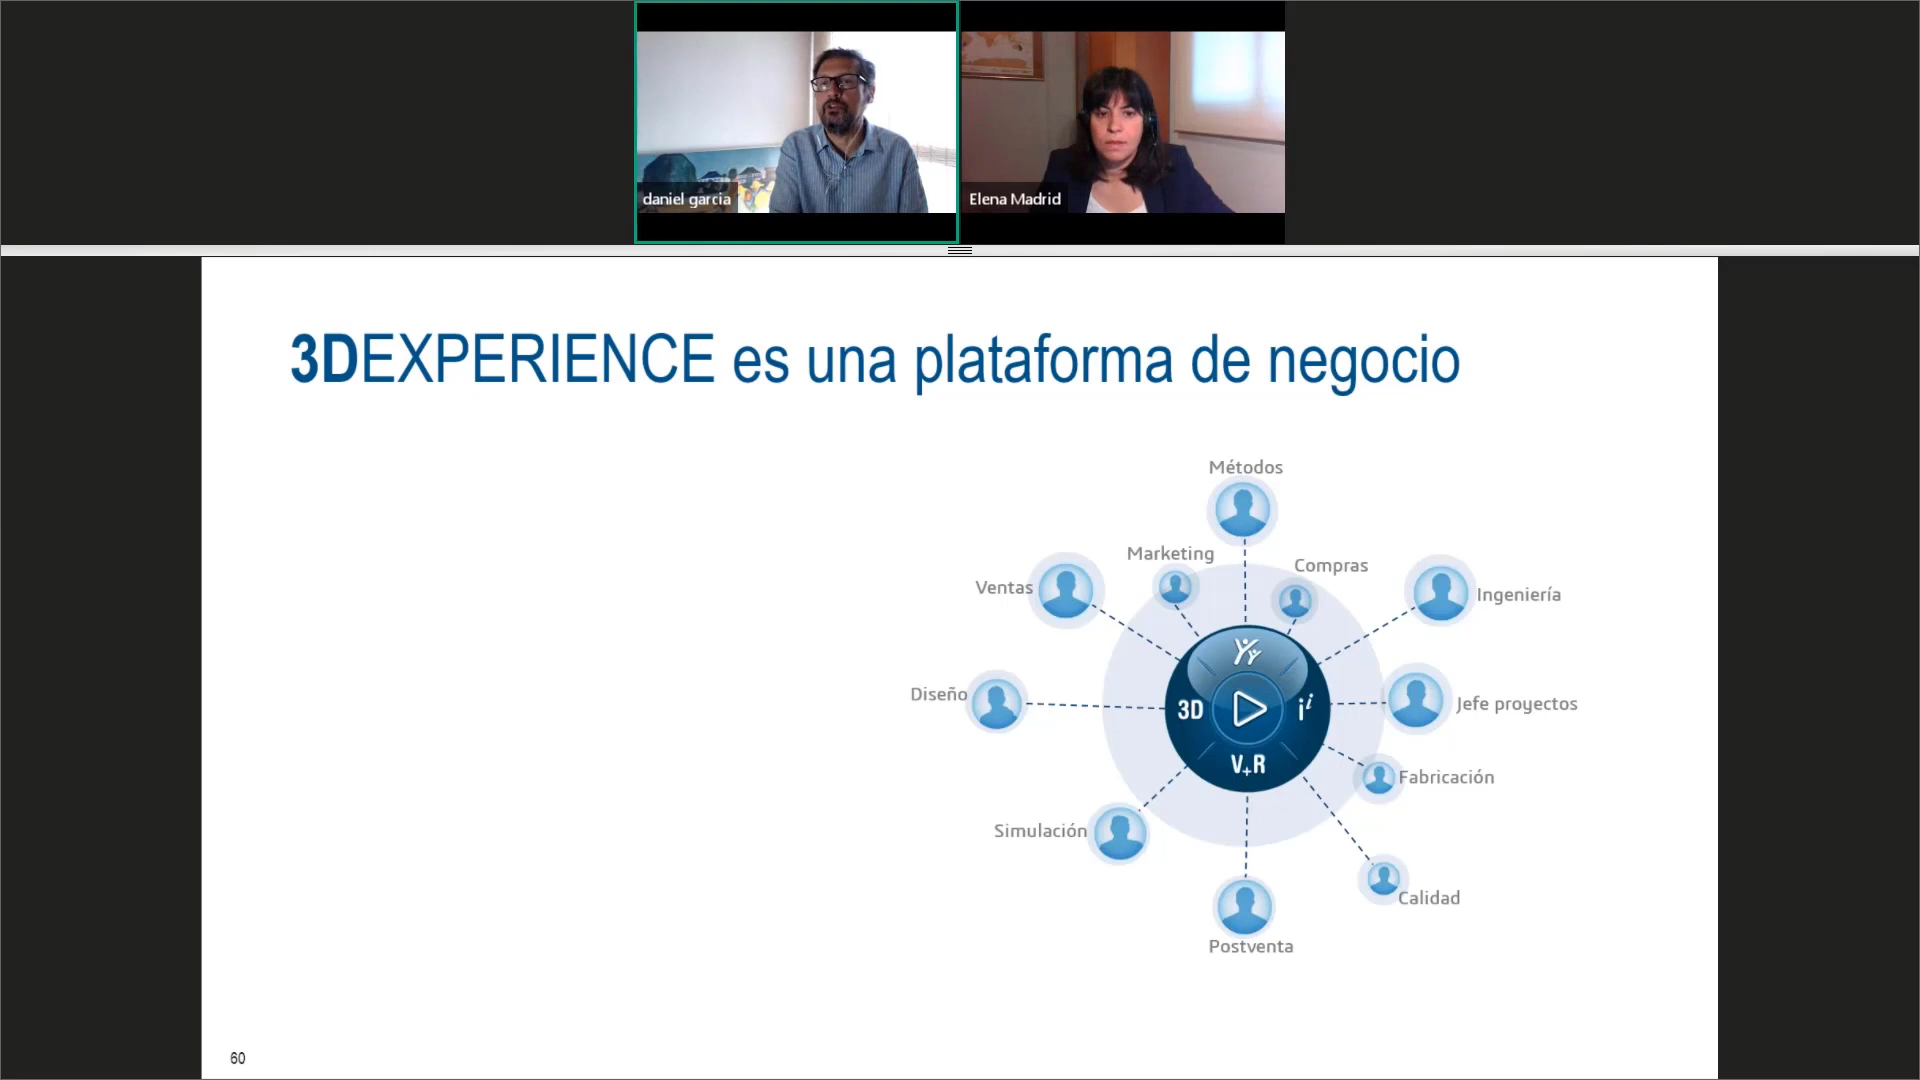 daniel garcia
Elena Madrid
3DEXPERIENCE es una plataforma de negocio
Métodos
Marketing
Compras
Ventas
Ingeniería
Diseño
3D
i i
V+R
Jefe proyectos
Fabricación
Simulación
Calidad
Postventa
60